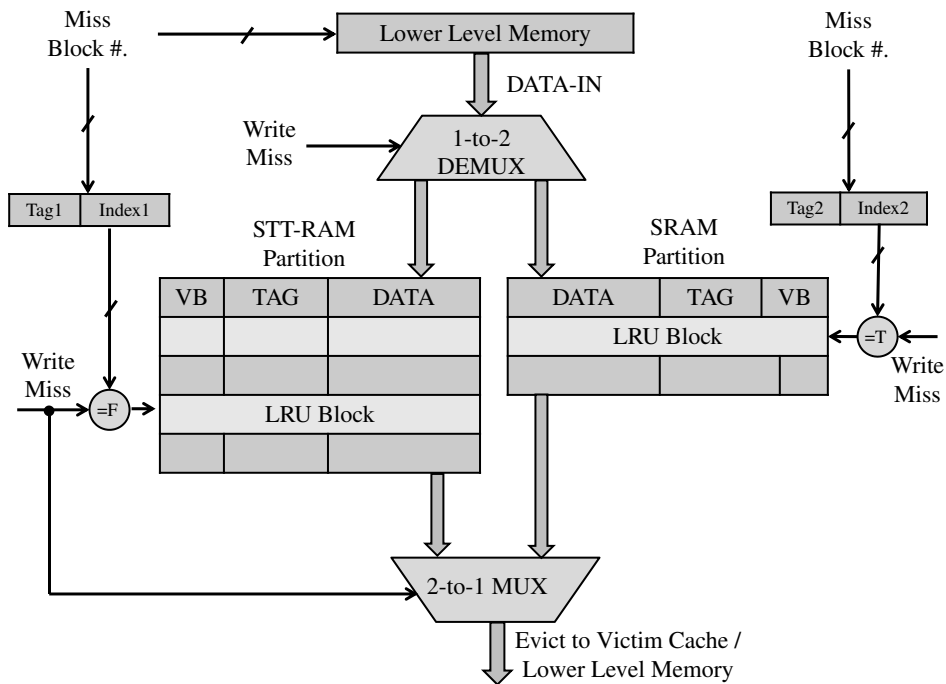 Miss
Block #.
Lower Level Memory
Miss
Block #.
DATA-IN
Write
Miss
1-to-2
DEMUX
Tag1 Index1
Tag2 Index2
STT-RAM
Partition
SRAM
Partition
VB TAG DATA
DATA TAG VB
LRU Block
=T
Write
Miss
Write
Miss
=F
LRU Block
2-to-1 MUX
Evict to Victim Cache /
Lower Level Memory